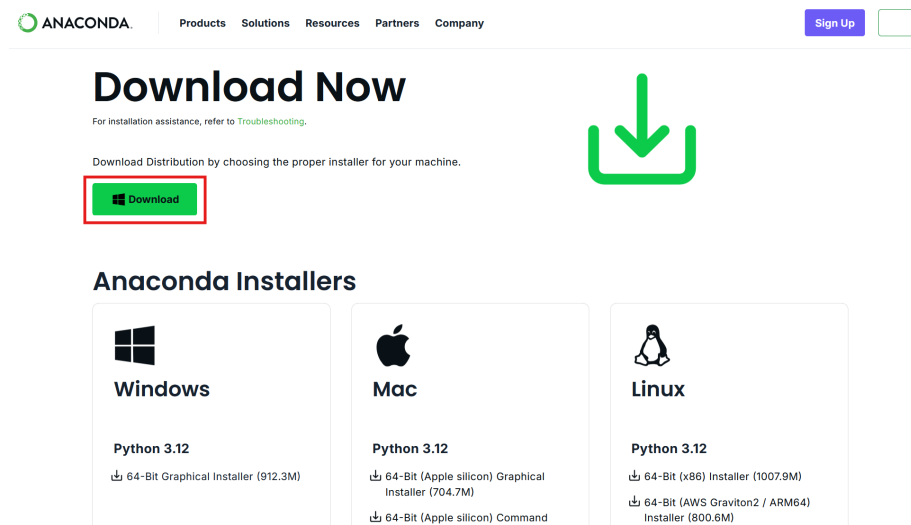 ANACONDA.
Products Solutions Resources Partners Company
Sign Up
Download Now
For installation assistance, refer to Troubleshooting.
Download Distribution by choosing the proper installer for your machine.
Download
Anaconda Installers
Windows
Python 3.12
64-Bit Graphical Installer (912.3M)
Mac
Python 3.12
64-Bit (Apple silicon) Graphical
Installer (704.7M)
64-Bit (Apple silicon) Command
Linux
Python 3.12
64-Bit (x86) Installer (1007.9M)
64-Bit (AWS Graviton2 / ARM64)
Installer (800.6M)